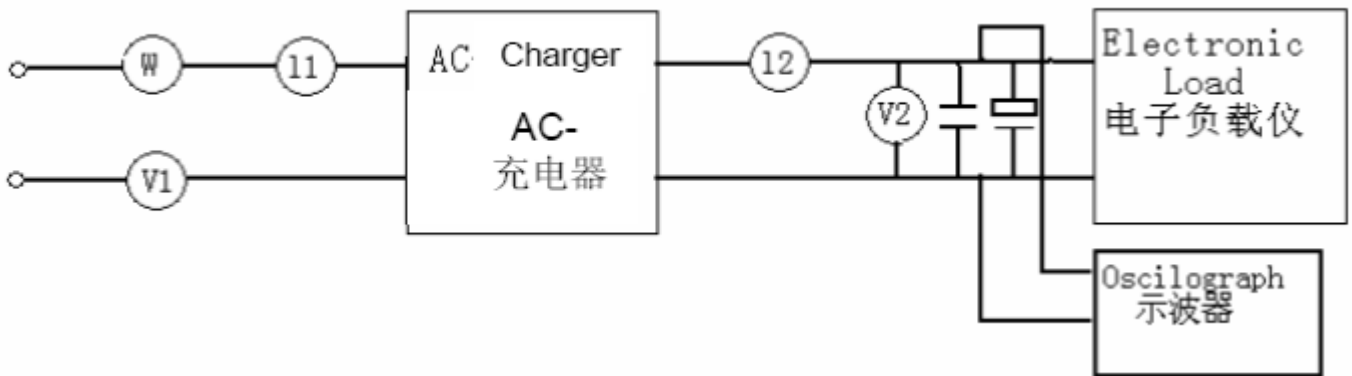 W
I1
V1
AC Charger
AC-
充电器
I2
V2
Electronic
Load
电子负载仪
Oscilograph
示波器